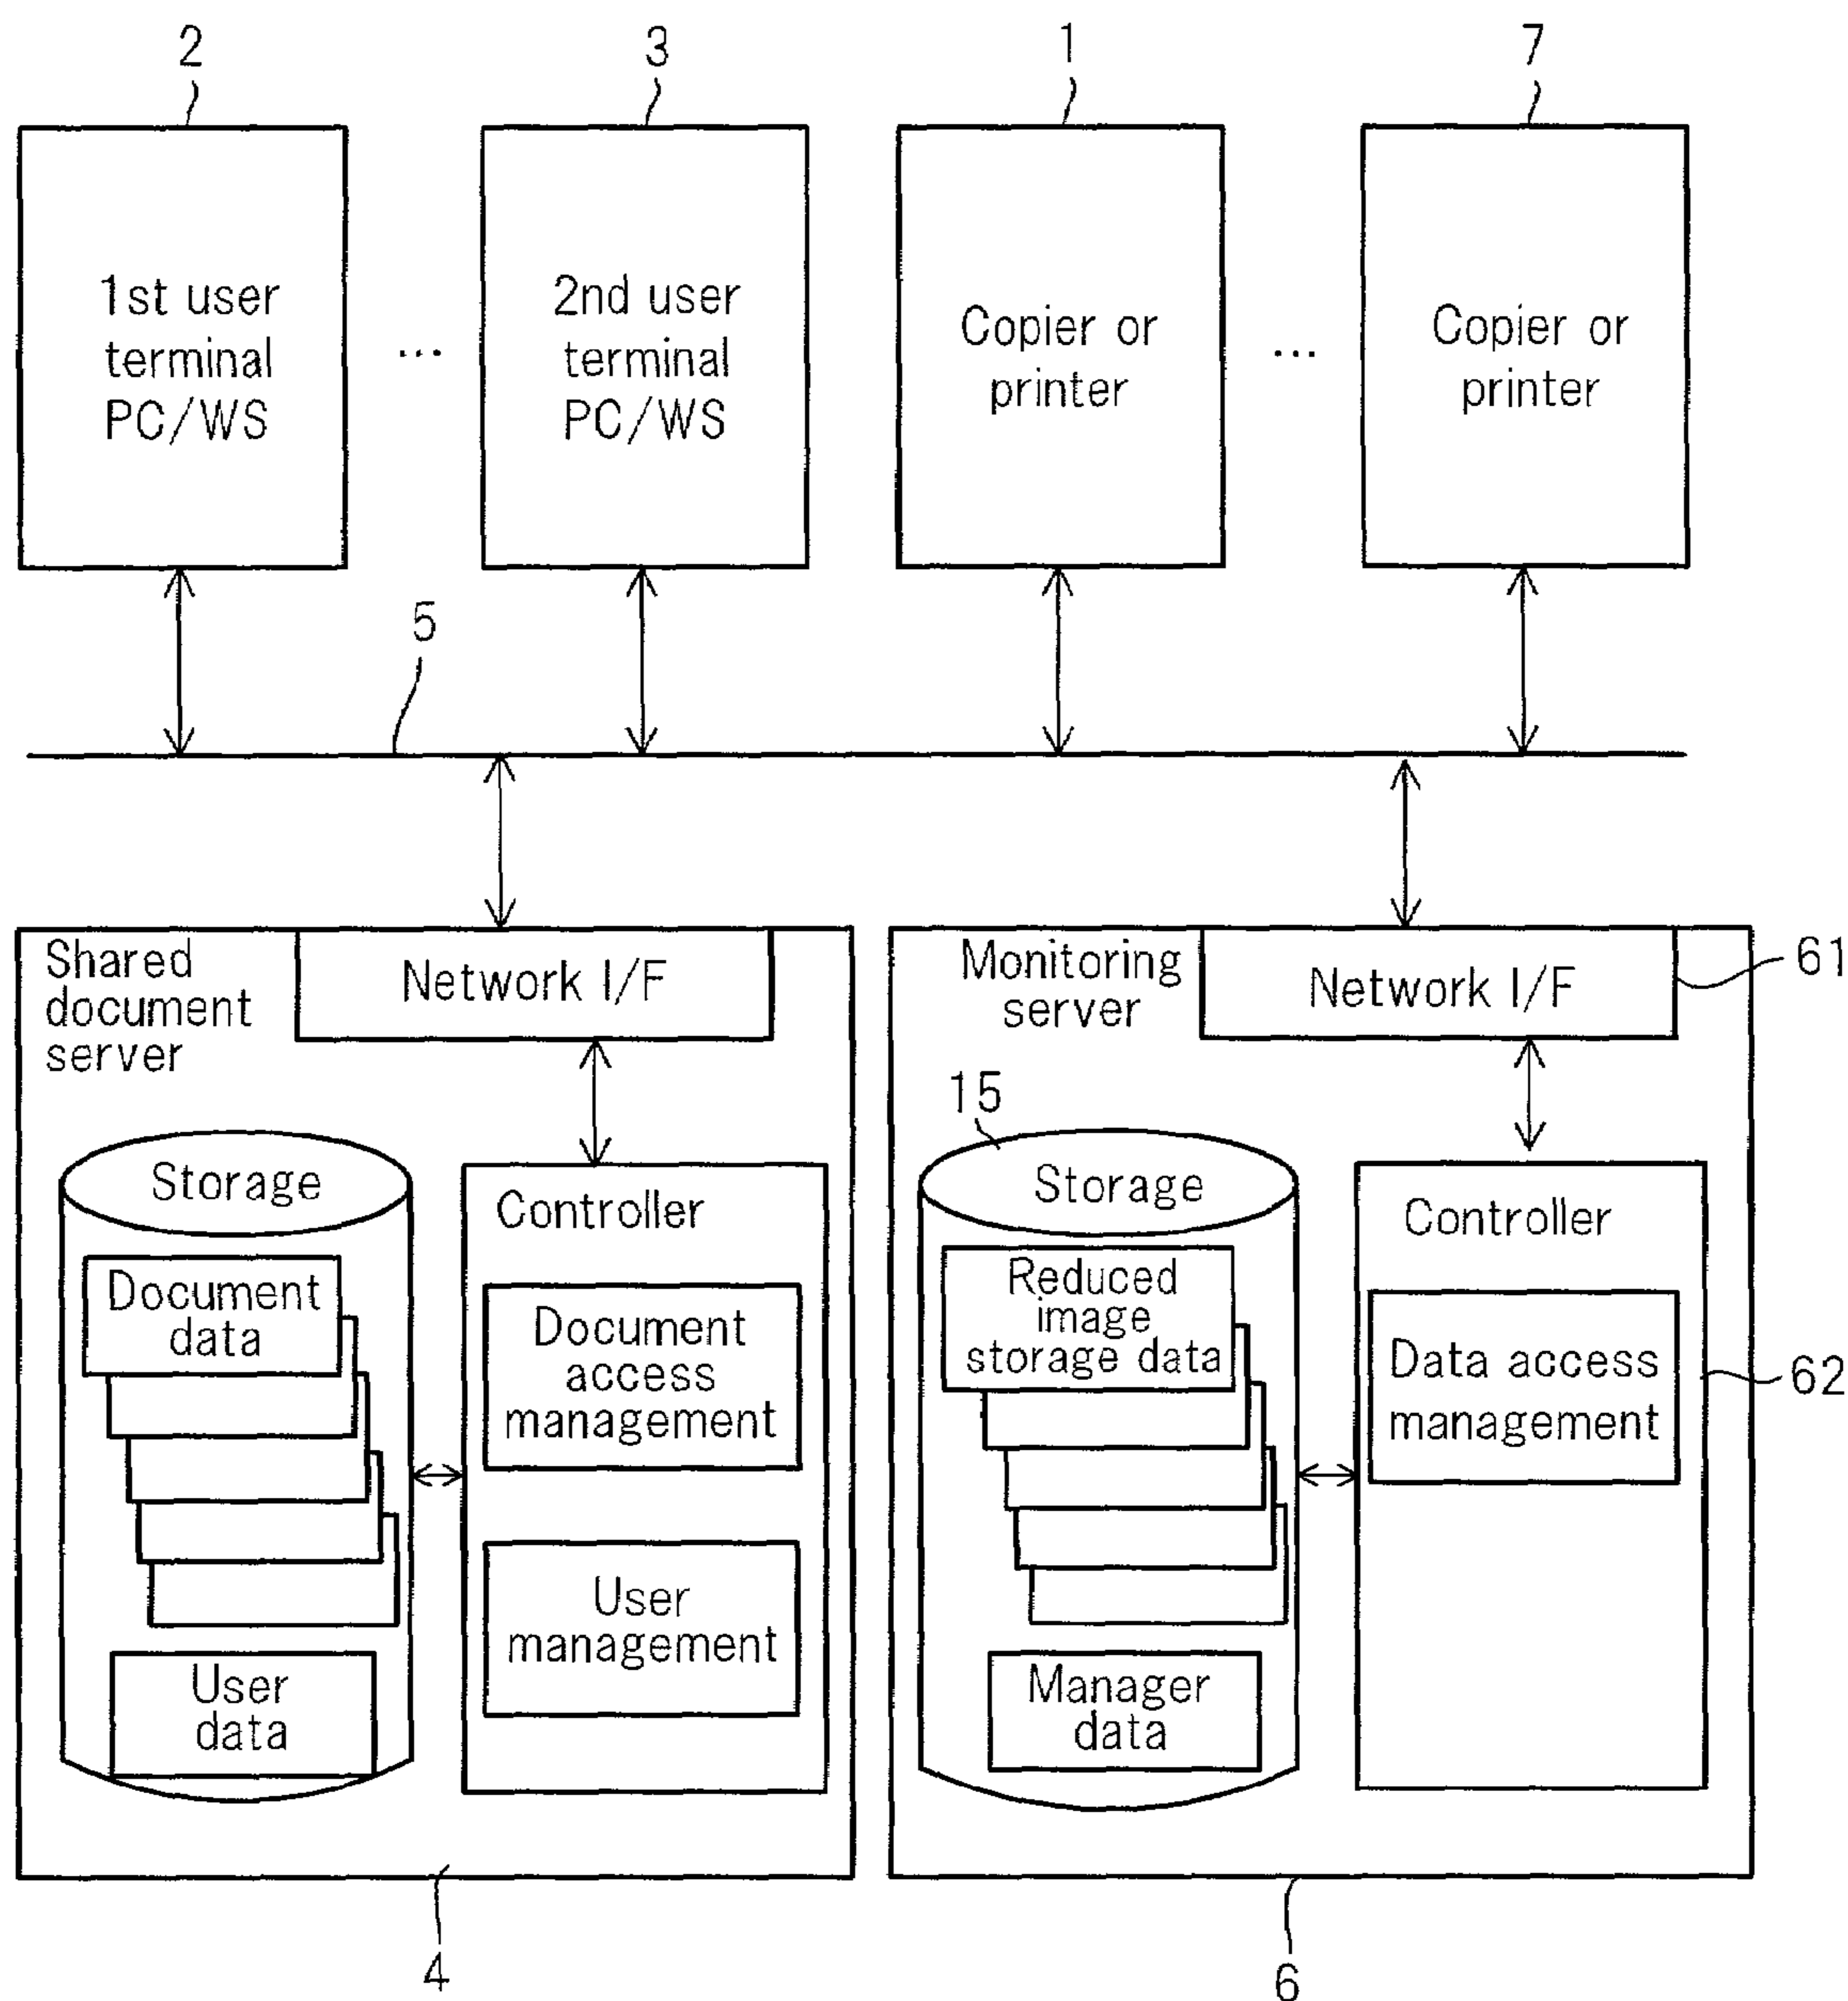 2
3
1
7
1st user
terminal
PC/WS
...
2nd user
terminal
PC/WS
Copier or
printer
...
Copier or
printer
5
Shared
document
server
Network I/F
Storage
Document
data
User
data
Controller
Document
access
management
User
management
4
Monitoring
server
Network I/F
61
15
Storage
Reduced
image
storage data
Manager
data
Controller
Data access
management
62
6